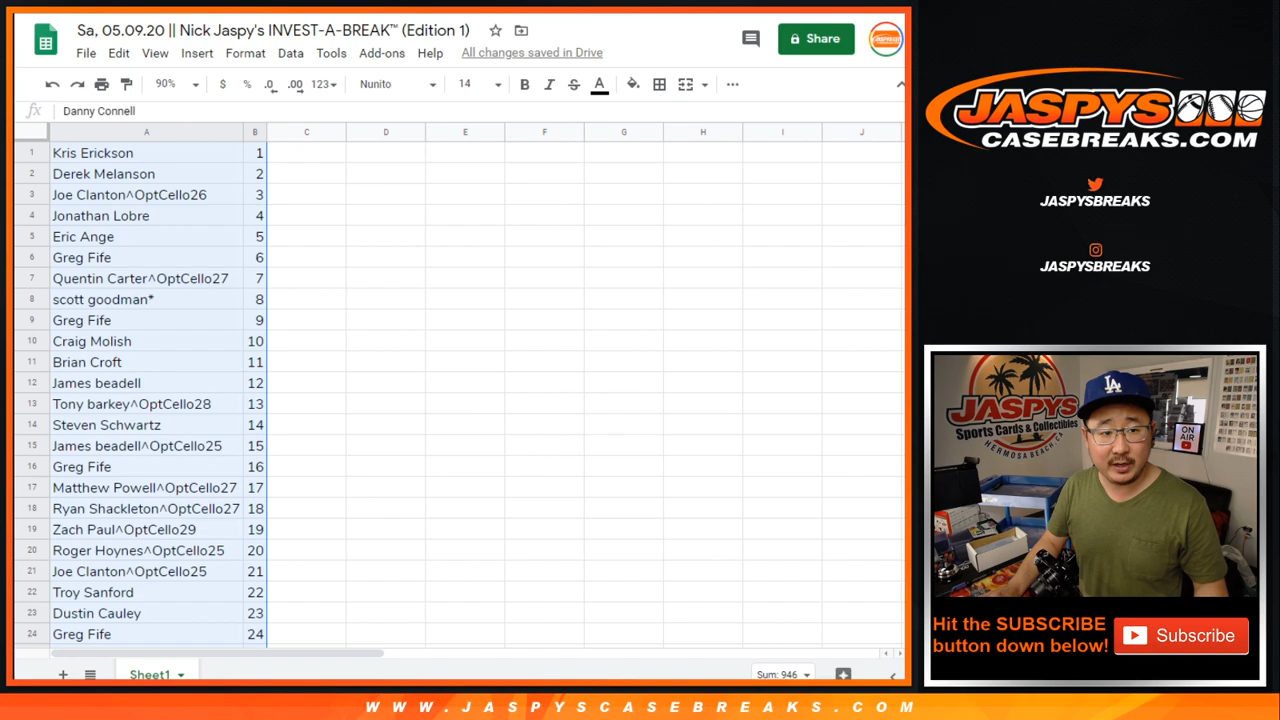 Sa, 05.09.20 || Nick Jaspy's INVEST-A-BREAK™ (Edition 1)
File Edit View Insert Format Data Tools Add-ons Help All changes saved in Drive
Share
90% $ % .0 .00 123 Nunito 14 B I S A
fx Danny Connell
A B C D E F G H I J
1 Kris Erickson 1
2 Derek Melanson 2
3 Joe Clanton^OptCello26 3
4 Jonathan Lobre 4
5 Eric Ange 5
6 Greg Fife 6
7 Quentin Carter^OptCello27 7
8 scott goodman* 8
9 Greg Fife 9
10 Craig Molish 10
11 Brian Croft 11
12 James beadell 12
13 Tony barkey^OptCello28 13
14 Steven Schwartz 14
15 James beadell^OptCello25 15
16 Greg Fife 16
17 Matthew Powell^OptCello27 17
18 Ryan Shackleton^OptCello27 18
19 Zach Paul^OptCello29 19
20 Roger Hoynes^OptCello25 20
21 Joe Clanton^OptCello25 21
22 Troy Sanford 22
23 Dustin Cauley 23
24 Greg Fife 24
Sheet1
Sum: 946
JASPYS
CASEBREAKS.COM
JASPYSBREAKS
JASPYSBREAKS
JASPYS
Sports Cards & Collectibles
HERMOSA BEACH, CA
LA
ON
AIR
Hit the SUBSCRIBE
button down below!
Subscribe
WWW.JASPYSCASEBREAKS.COM